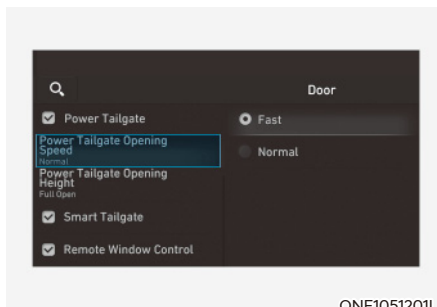 Door
Power Tailgate
Power Tailgate Opening
Speed
Normal
Power Tailgate Opening
Height
Full Open
Smart Tailgate
Remote Window Control
Fast
Normal
ONE1051201L